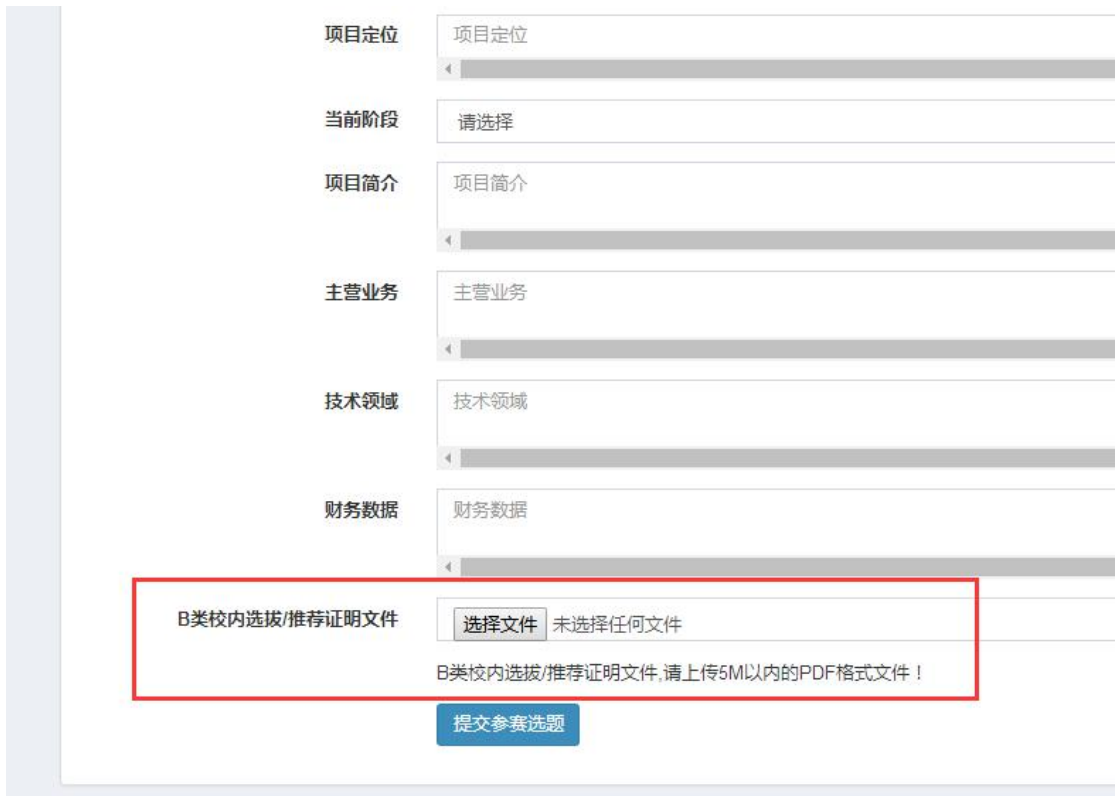 项目定位 项目定位
当前阶段 请选择
项目简介 项目简介
主营业务 主营业务
技术领域 技术领域
财务数据 财务数据
B类校内选拔/推荐证明文件 选择文件 未选择任何文件
B类校内选拔/推荐证明文件,请上传5M以内的PDF格式文件！
提交参赛选题